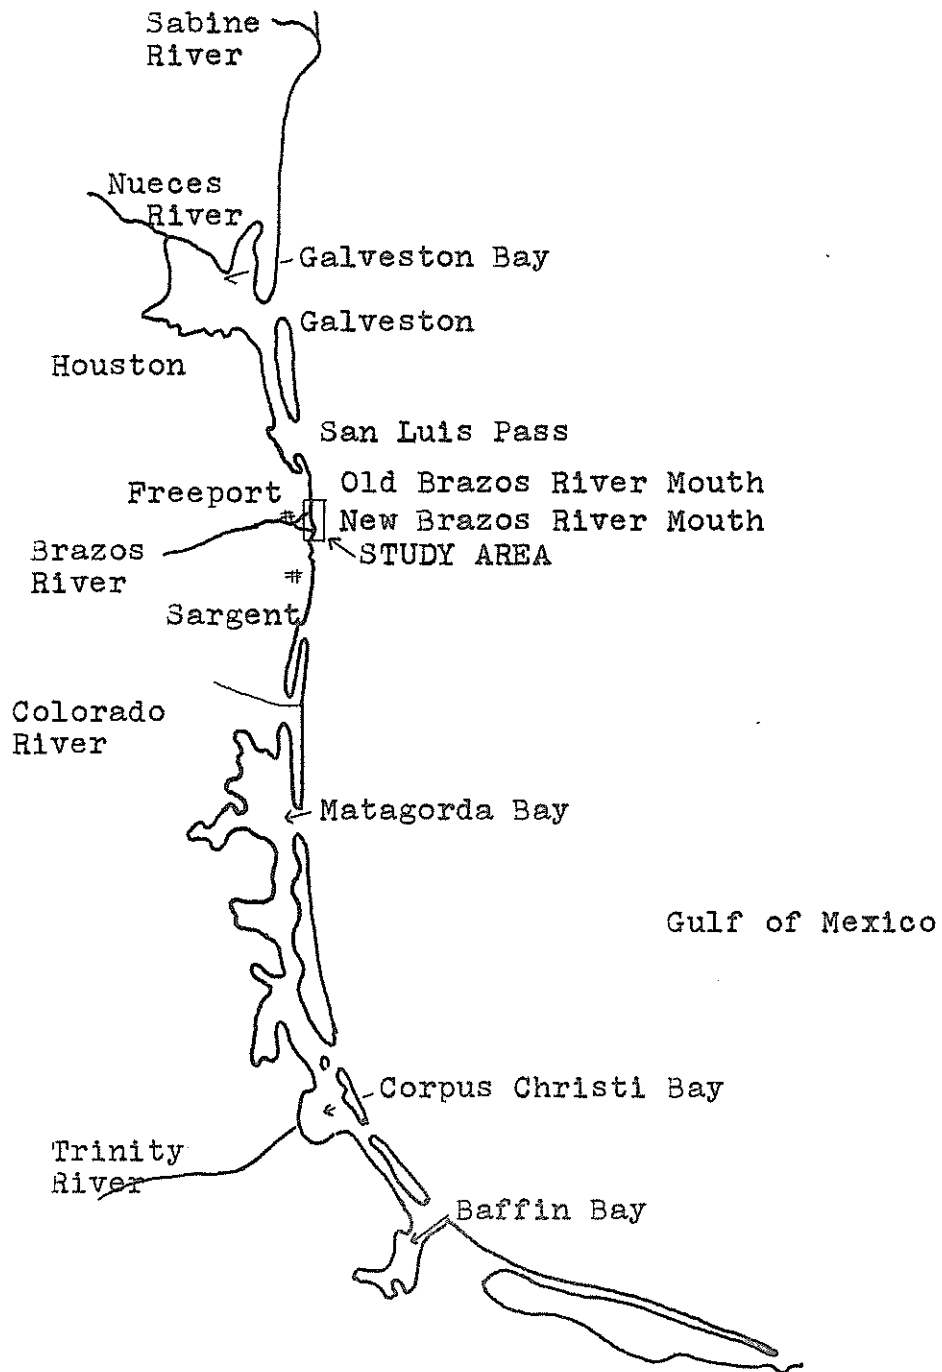 Sabine
River
Nueces
River
Galveston Bay
Galveston
Houston
San Luis Pass
Old Brazos River Mouth
Freeport
New Brazos River Mouth
STUDY AREA
Brazos
River
Sargent
Colorado
River
Matagorda Bay
Gulf of Mexico
Corpus Christi Bay
Trinity
River
Baffin Bay